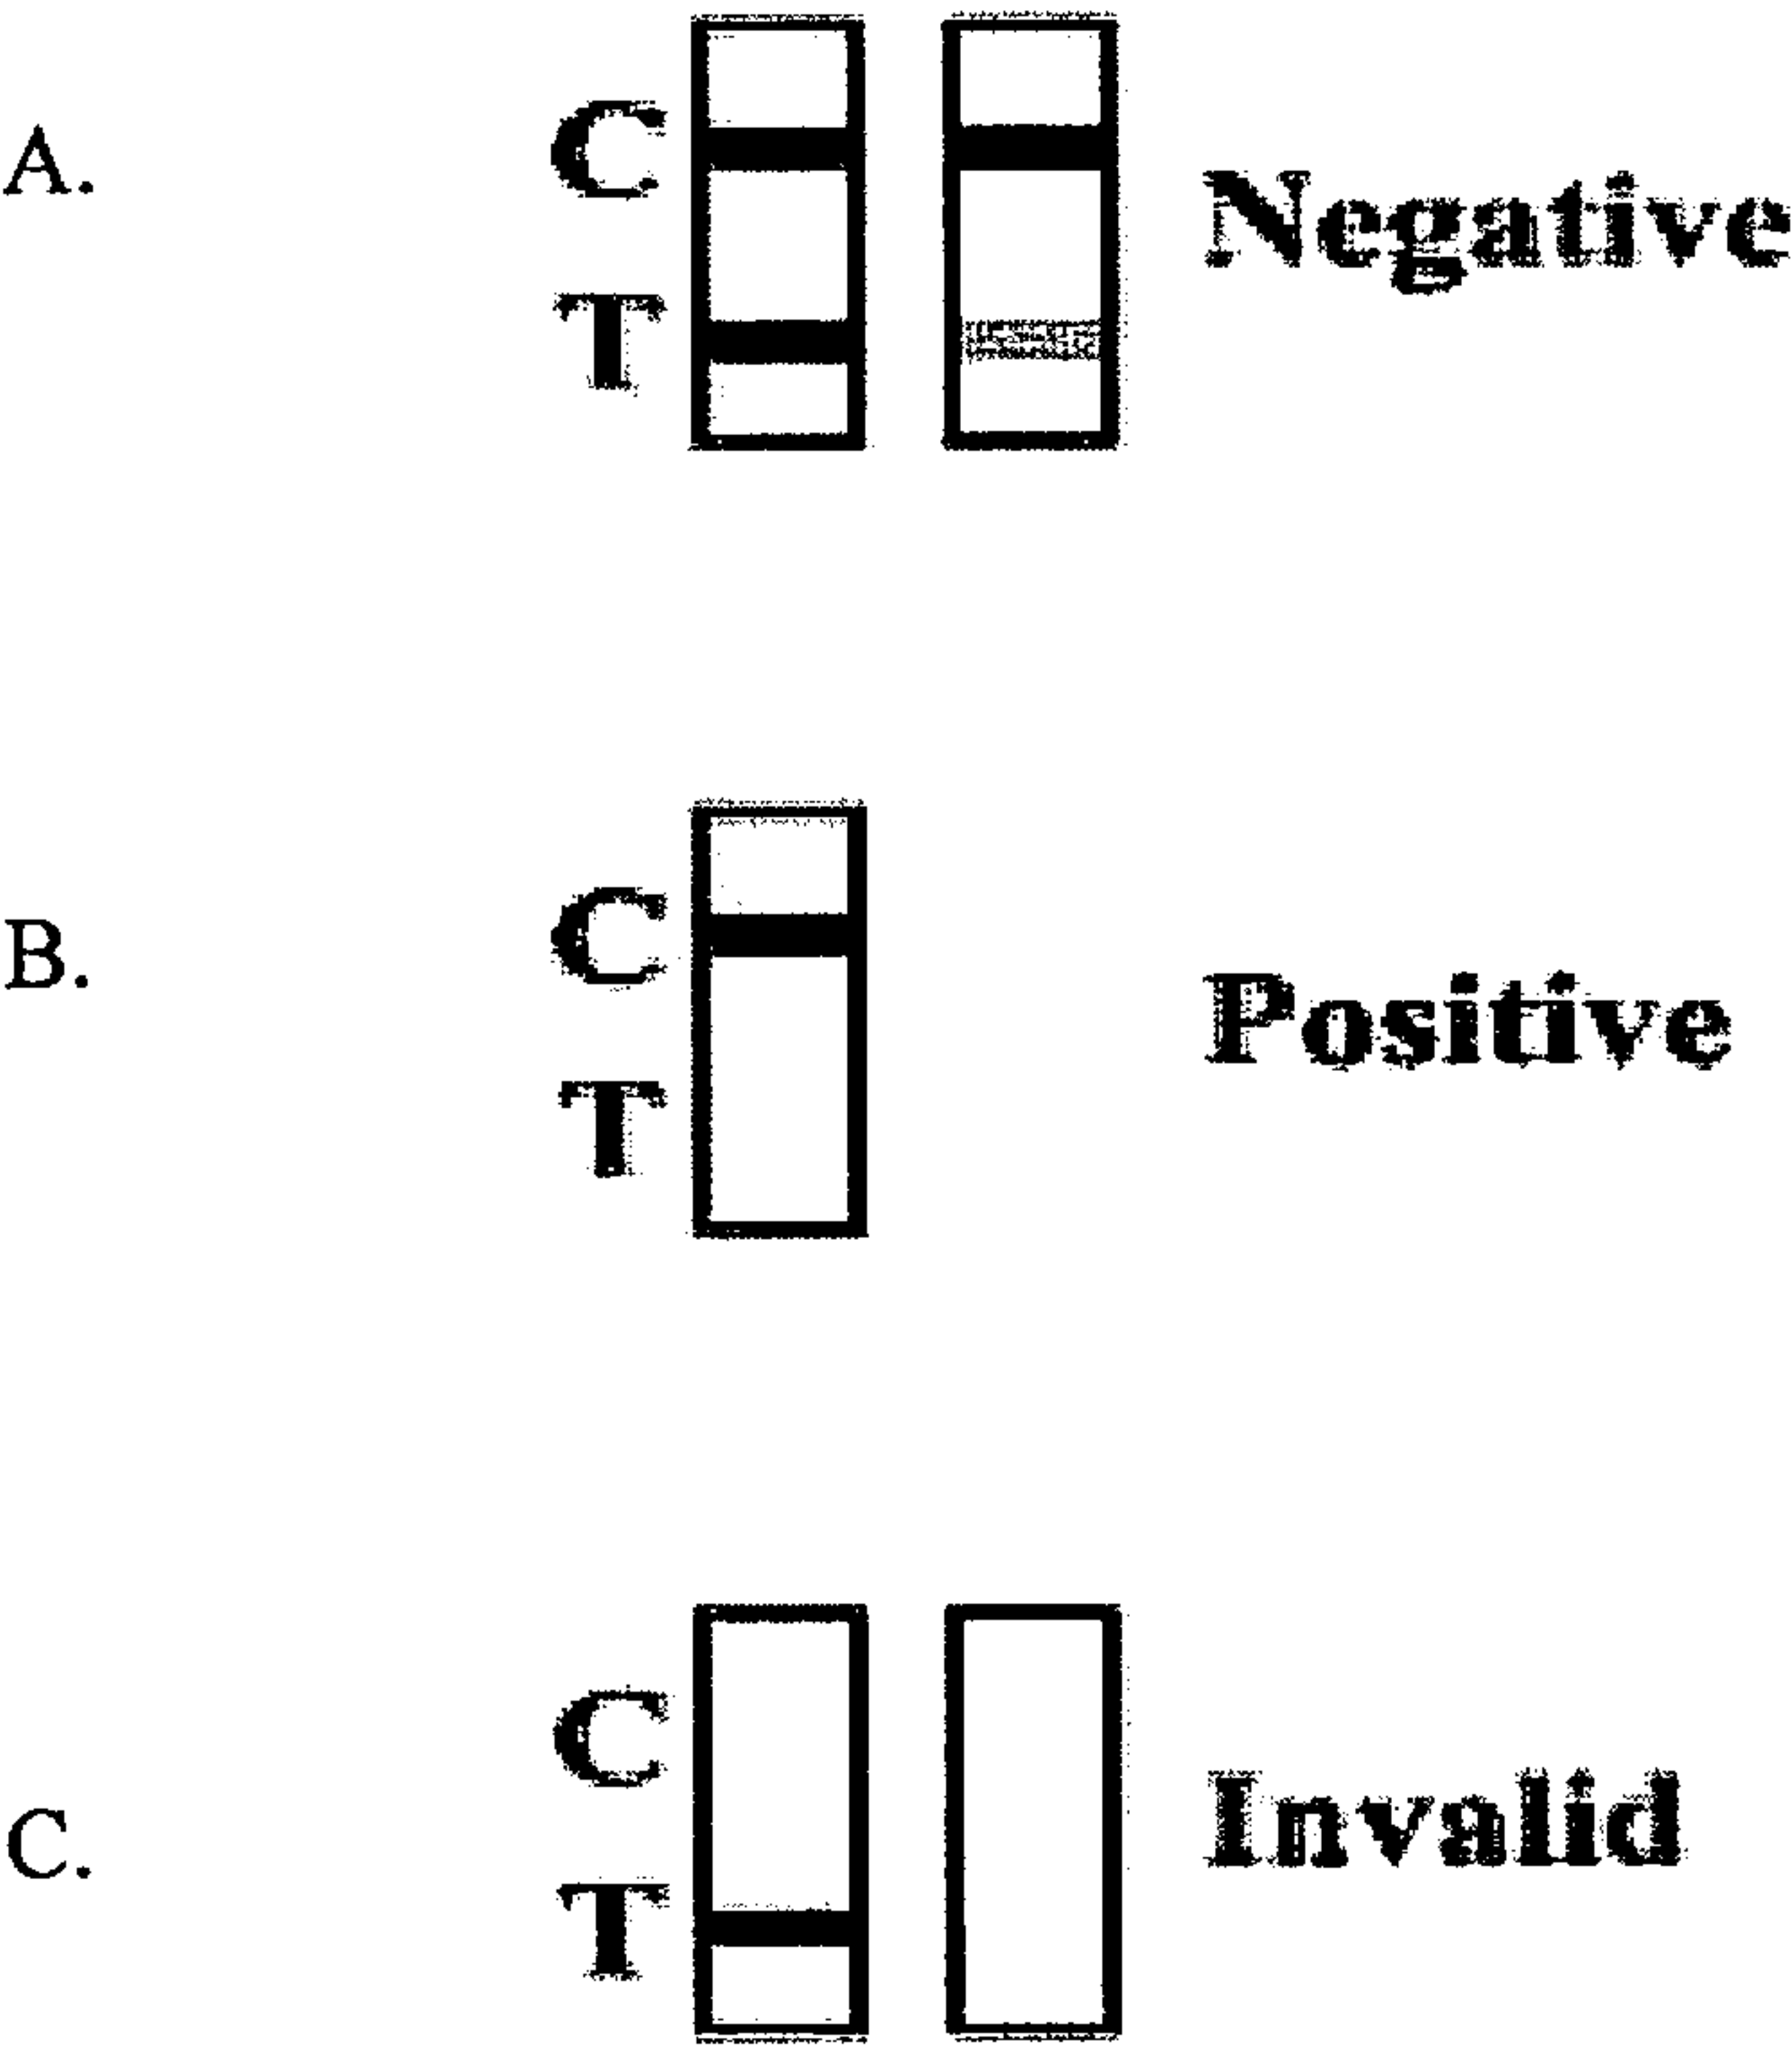 A.
C
T
Negative
B.
C
T
Positive
C.
C
T
Invalid